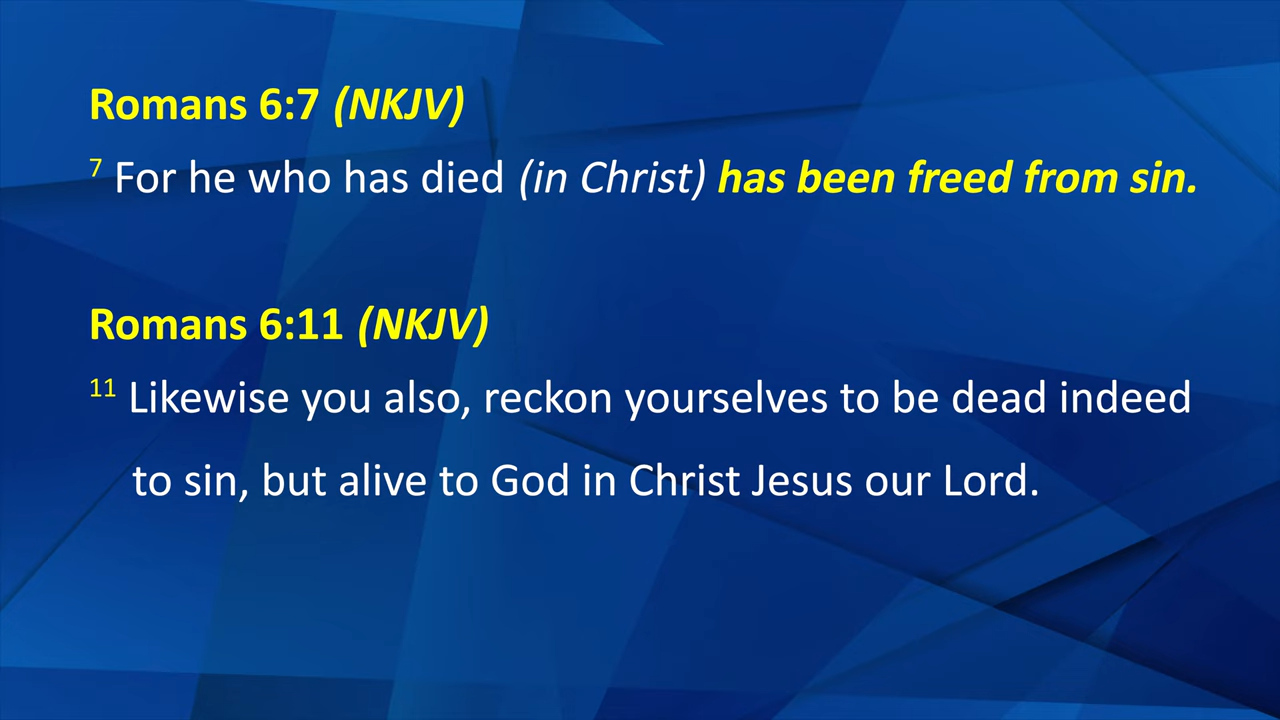 Romans 6:7 (NKJV)
7 For he who has died (in Christ) has been freed from sin.
Romans 6:11 (NKJV)
11 Likewise you also, reckon yourselves to be dead indeed
to sin, but alive to God in Christ Jesus our Lord.